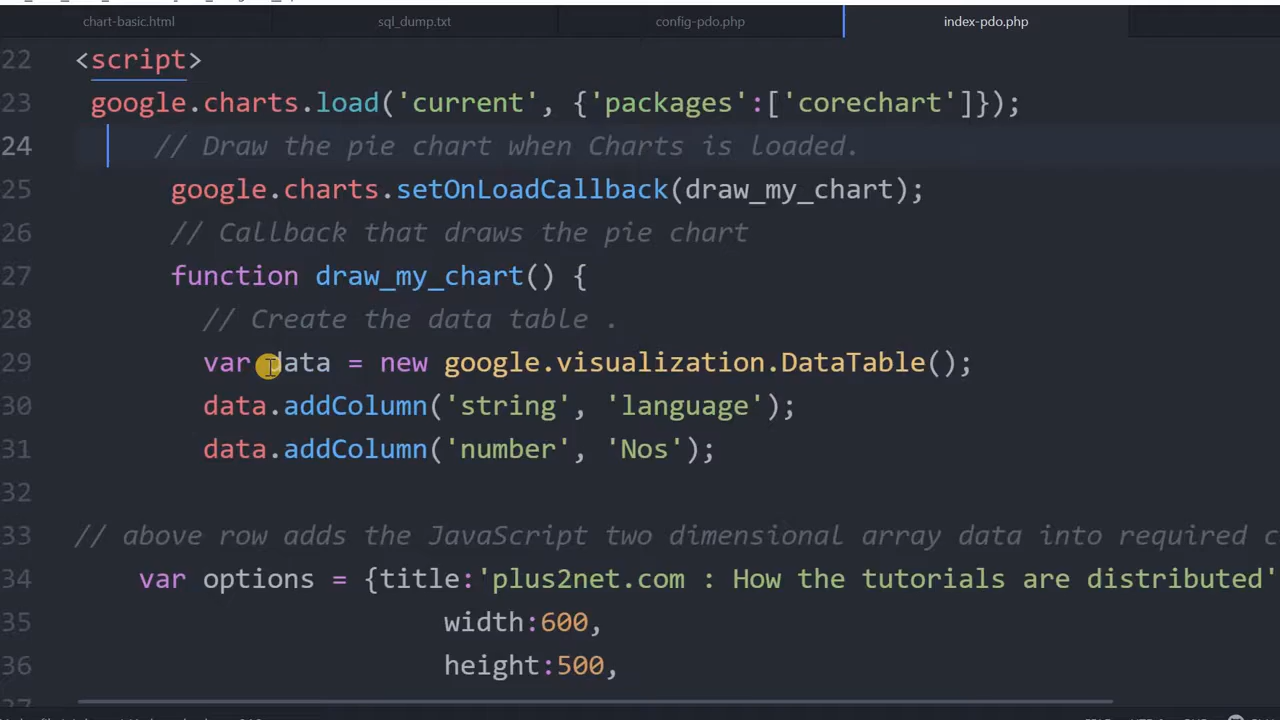 chart-basic.html sql_dump.txt config-pdo.php index-pdo.php
22 <script>
23 google.charts.load('current', {'packages':['corechart']});
24 // Draw the pie chart when Charts is loaded.
25 google.charts.setOnLoadCallback(draw_my_chart);
26 // Callback that draws the pie chart
27 function draw_my_chart() {
28 // Create the data table .
29 var data = new google.visualization.DataTable();
30 data.addColumn('string', 'language');
31 data.addColumn('number', 'Nos');
32
33 // above row adds the JavaScript two dimensional array data into required c
34 var options = {title:'plus2net.com : How the tutorials are distributed'
35 width:600,
36 height:500,